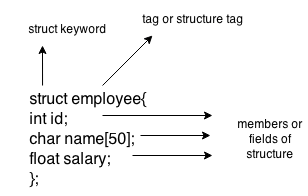 struct keyword
tag or structure tag
struct employee{
int id;
char name[50];
float salary;
};
members or
fields of
structure